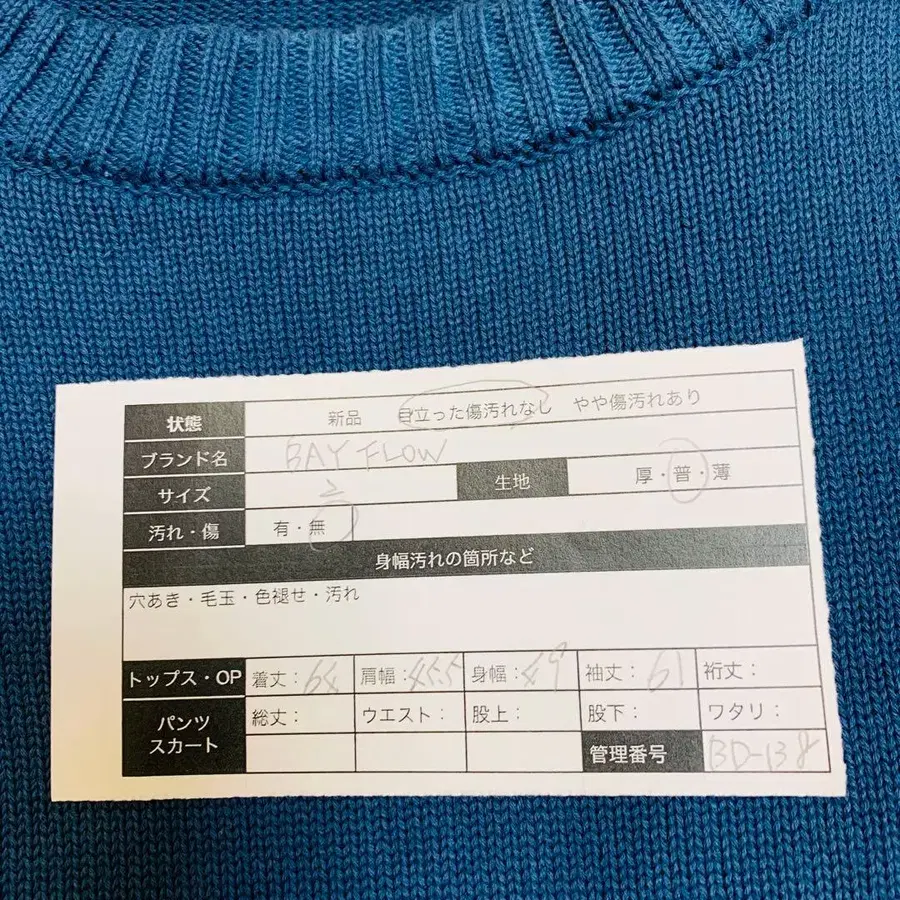 状態 新品 目立った傷汚れなし やや傷汚れあり
ブランド名 BAY FLOW
サイズ 2 生地 厚・普・薄
汚れ・傷 有・無
身幅汚れの箇所など
穴あき・毛玉・色褪せ・汚れ
トップス・OP 着丈: 肩幅: 身幅: 袖丈:61 裄丈:
パンツ 総丈: ウエスト: 股上: 股下: ワタリ:
スカート
管理番号 BD-138